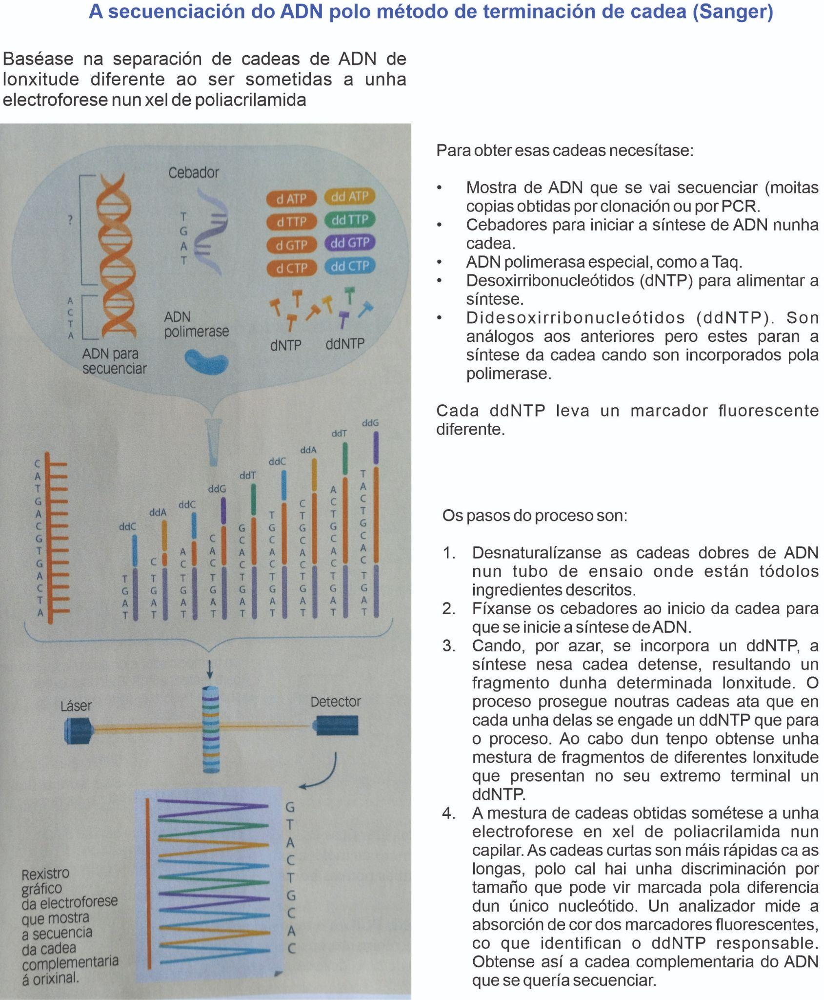 A secuenciación do ADN polo método de terminación de cadea (Sanger)
Baséase na separación de cadeas de ADN de
lonxitude diferente ao ser sometidas a unha
electroforese nun xel de poliacrilamida
Cebador
?
T
G
A
T
d ATP dd ATP
d TTP dd TTP
d GTP dd GTP
d CTP dd CTP
A
C
T
A
ADN para
secuenciar
ADN
polimerase
dNTP ddNTP
C
A
T
G
A
C
G
T
G
A
C
T
A
ddC
T
G
A
T
ddA
C
T
G
A
T
ddC
A
C
T
G
A
T
ddG
C
A
C
T
G
A
T
ddT
G
C
A
C
T
G
A
T
ddC
T
G
C
A
C
T
G
A
T
ddA
C
T
G
C
A
C
T
G
A
T
ddT
A
C
T
G
C
A
C
T
G
A
T
ddG
T
A
C
T
G
C
A
C
T
G
A
T
Láser
Detector
G
T
A
C
T
G
C
A
C
Rexistro
gráfico
da electroforese
que mostra
a secuencia
da cadea
complementaria
á orixinal.
Para obter esas cadeas necesítase:
• Mostra de ADN que se vai secuenciar (moitas
copias obtidas por clonación ou por PCR.
• Cebadores para iniciar a síntese de ADN nunha
cadea.
• ADN polimerasa especial, como a Taq.
• Desoxirribonucleótidos (dNTP) para alimentar a
síntese.
• Didesoxirribonucleótidos (ddNTP). Son
análogos aos anteriores pero estes paran a
síntese da cadea cando son incorporados pola
polimerase.
Cada ddNTP leva un marcador fluorescente
diferente.
Os pasos do proceso son:
1. Desnaturalízanse as cadeas dobres de ADN
nun tubo de ensaio onde están tódolos
ingredientes descritos.
2. Fíxanse os cebadores ao inicio da cadea para
que se inicie a síntese de ADN.
3. Cando, por azar, se incorpora un ddNTP, a
síntese nesa cadea detense, resultando un
fragmento dunha determinada lonxitude. O
proceso prosegue noutras cadeas ata que en
cada unha delas se engade un ddNTP que para
o proceso. Ao cabo dun tenpo obtense unha
mestura de fragmentos de diferentes lonxitude
que presentan no seu extremo terminal un
ddNTP.
4. A mestura de cadeas obtidas sométese a unha
electroforese en xel de poliacrilamida nun
capilar. As cadeas curtas son máis rápidas ca as
longas, polo cal hai unha discriminación por
tamaño que pode vir marcada pola diferencia
dun único nucleótido. Un analizador mide a
absorción de cor dos marcadores fluorescentes,
co que identifican o ddNTP responsable.
Obtense así a cadea complementaria do ADN
que se quería secuenciar.